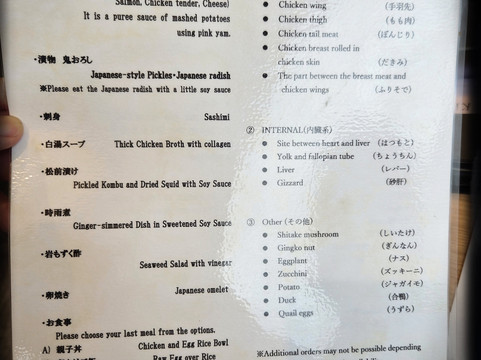 Salmon, Chicken tender, Cheese)
It is a puree sauce of mashed potatoes
using pink yam.
・漬物 鬼おろし
Japanese-style Pickles・Japanese radish
※Please eat the Japanese radish with a little soy sauce
・刺身
Sashimi
・白湯スープ Thick Chicken Broth with collagen
・松前漬け
Pickled Kombu and Dried Squid with Soy Sauce
・時雨煮
Ginger-simmered Dish in Sweetened Soy Sauce
・岩もずく酢
Seaweed Salad with vinegar
・卵焼き Japanese omelet
・お食事
Please choose your last meal from the options.
A) 親子丼 Chicken and Egg Rice Bowl
Raw Egg over Rice
● Chicken wing (手羽先)
● Chicken thigh (もも肉)
● Chicken tail meat (ぼんじり)
● Chicken breast rolled in
chicken skin (だきみ)
● The part between the breast meat and
chicken wings (ふりそで)
② INTERNAL(内臓系)
● Site between heart and liver (はつもと)
● Yolk and fallopian tube (ちょうちん)
● Liver (レバー)
● Gizzard (砂肝)
③ Other (その他)
● Shitake mushroom (しいたけ)
● Gingko nut (ぎんなん)
● Eggplant (ナス)
● Zucchini (ズッキーニ)
● Potato (ジャガイモ)
● Duck (合鴨)
● Quail eggs (うずら)
※Additional orders may not be possible depending